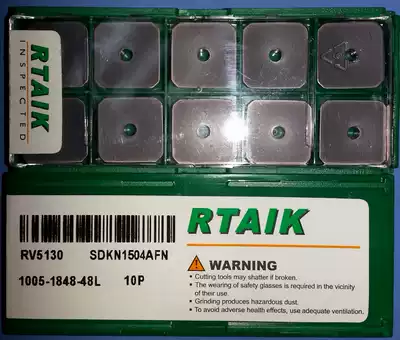 RTAIK
INSPECTED
RV5130 SDKN1504AFN
1005-1848-48L 10P
RTAIK
WARNING
• Cutting tools may shatter if broken.
• The wearing of safety glasses is required in the vicinity
of their use.
• Grinding produces hazardous dust.
• To avoid adverse health effects, use adequate ventilation.